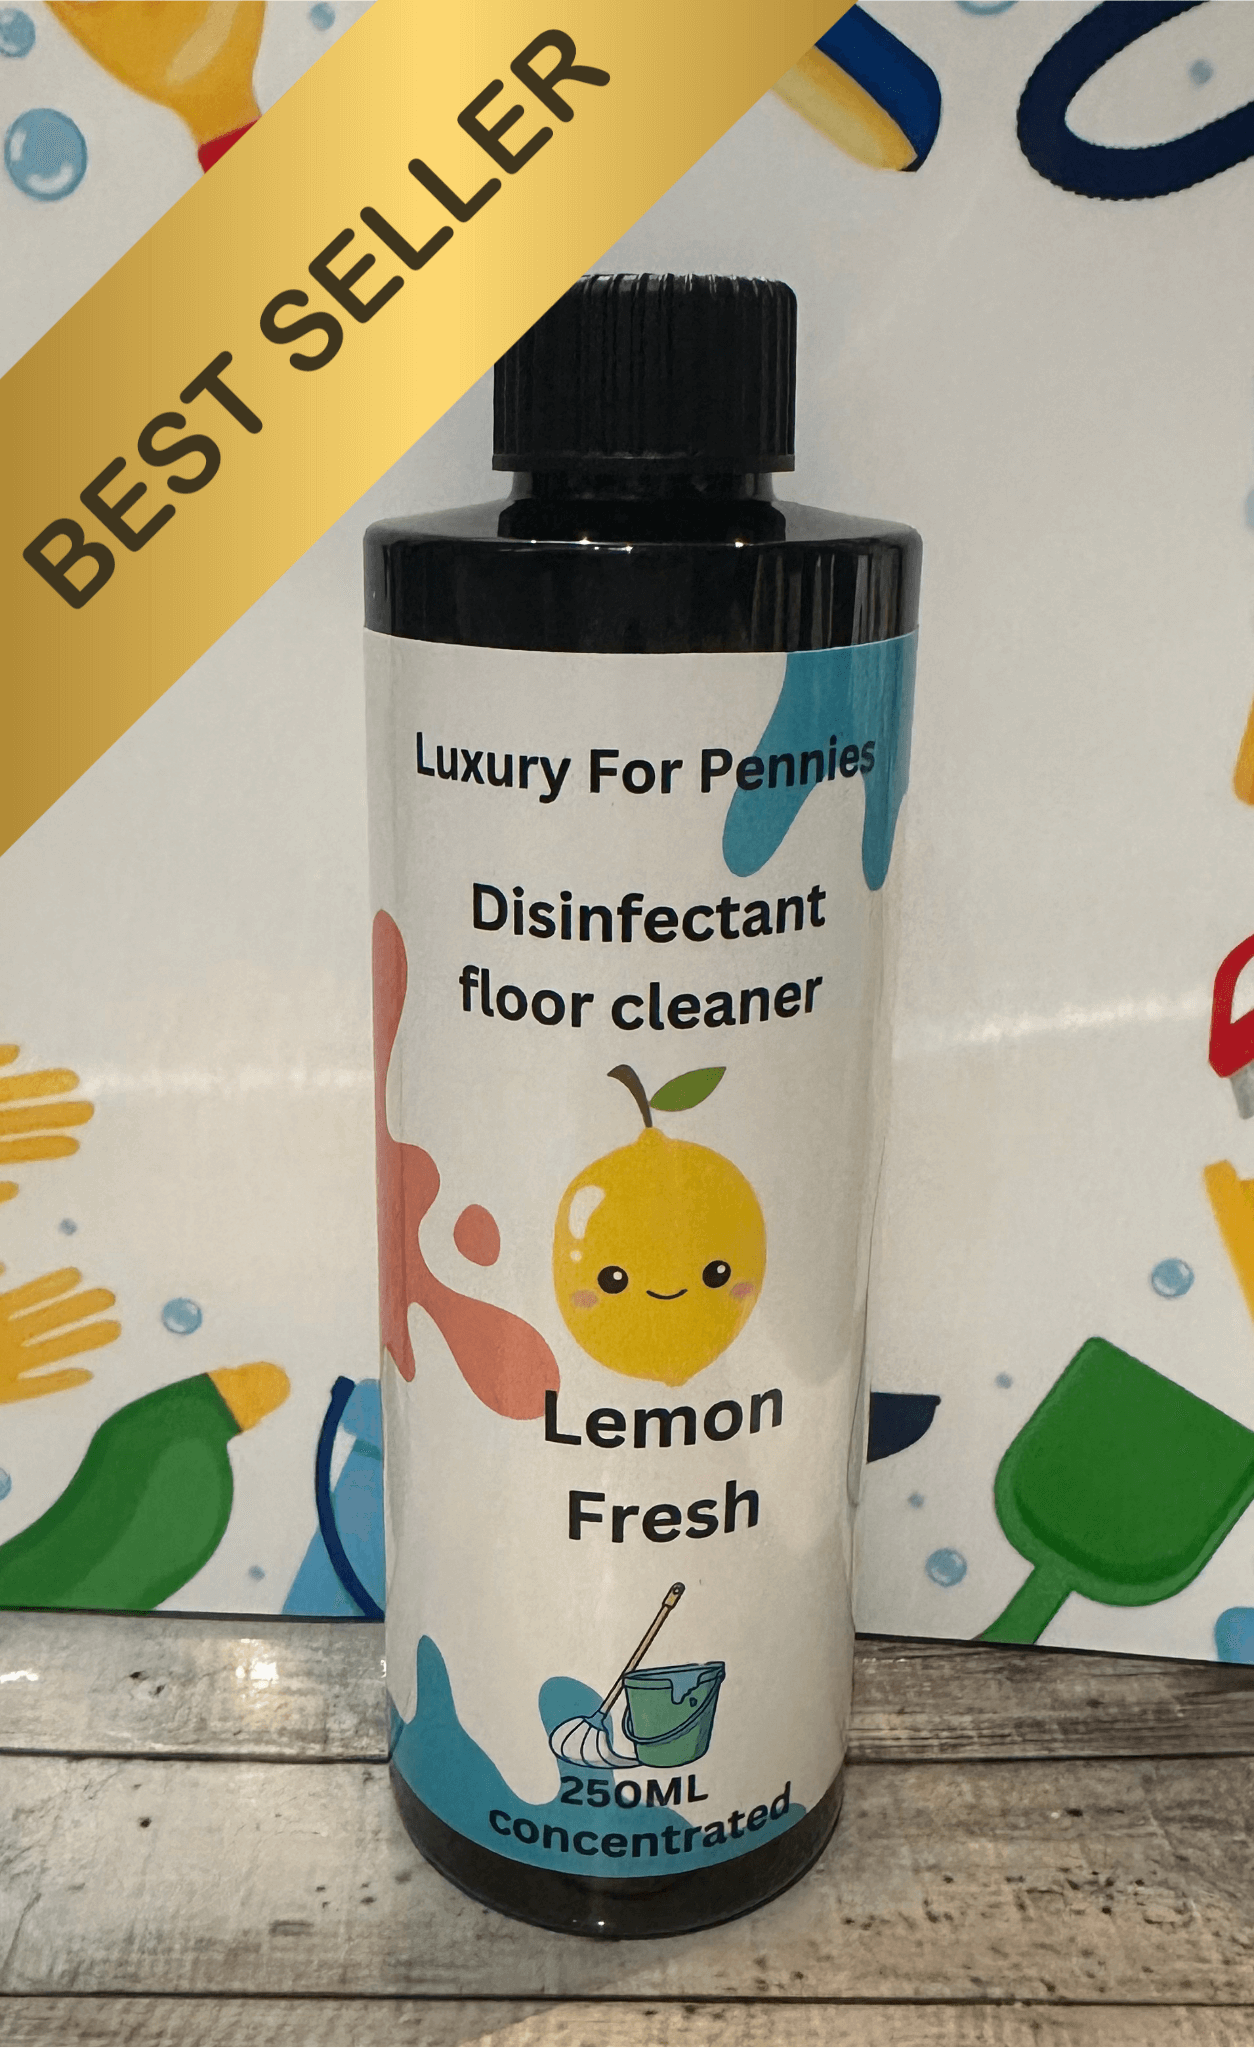 BEST SELLER
Luxury For Pennies
Disinfectant
floor cleaner
Lemon
Fresh
250ML
concentrated